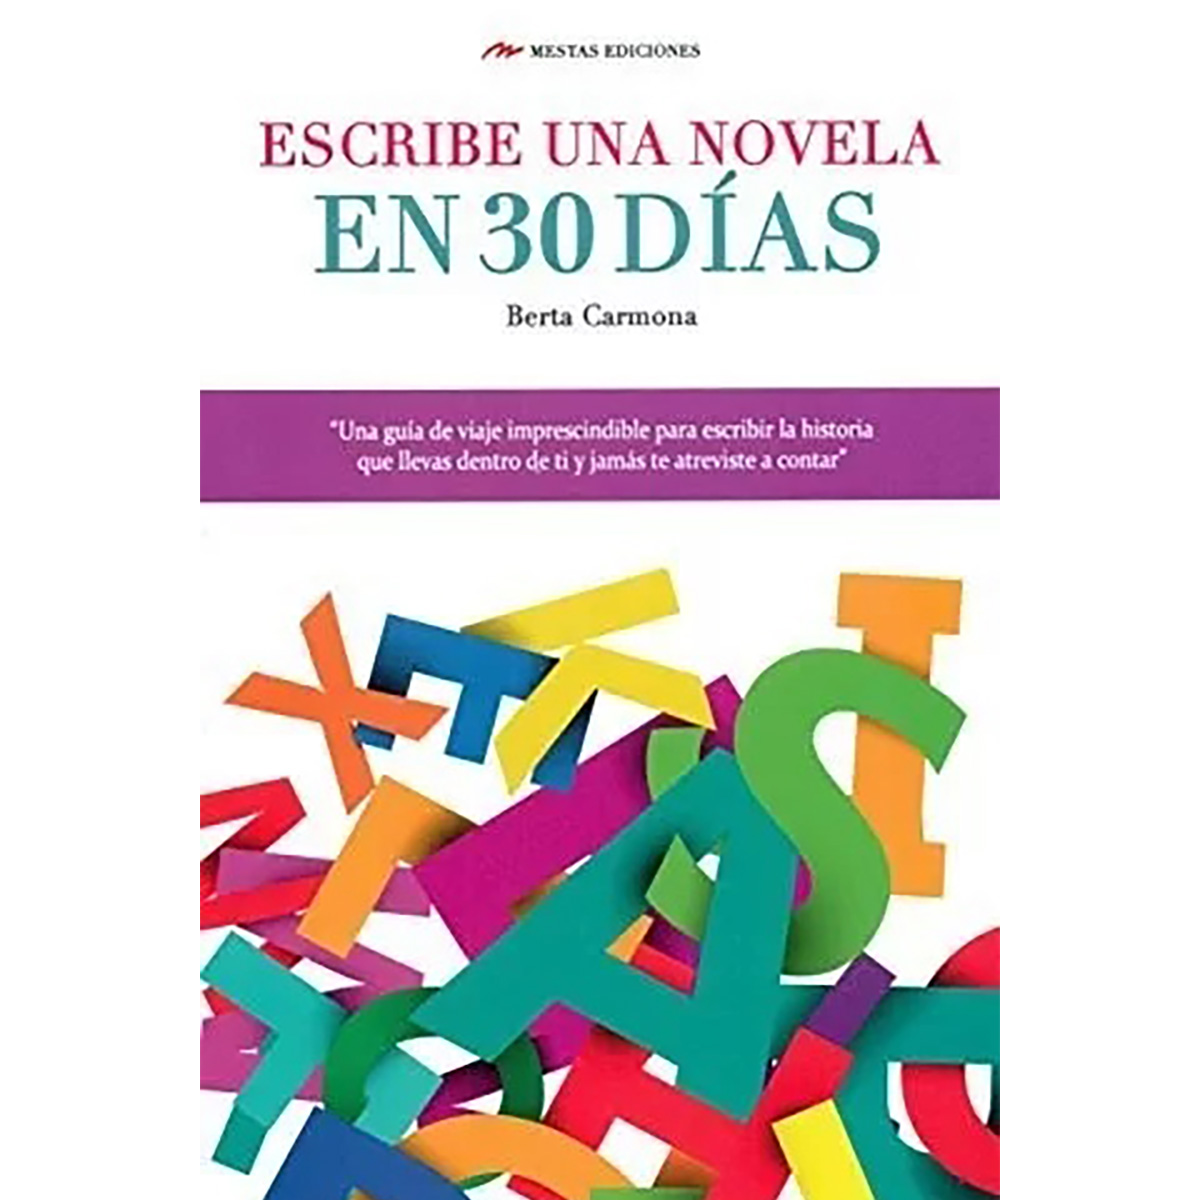 MESTAS EDICIONES
ESCRIBE UNA NOVELA
EN 30 DÍAS
Berta Carmona
"Una guía de viaje imprescindible para escribir la historia
que llevas dentro de ti y jamás te atreviste a contar"